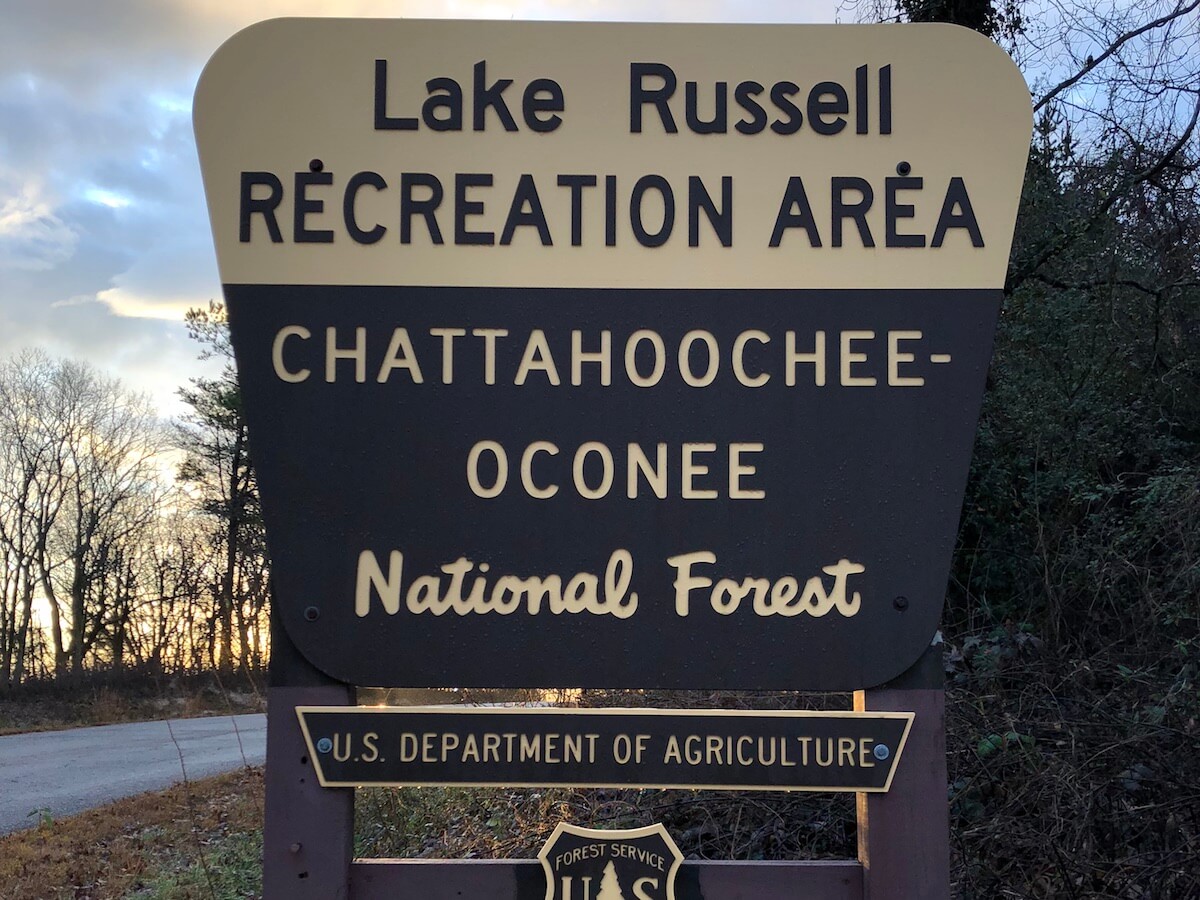 Lake Russell
RECREATION AREA
CHATTAHOOCHEE-
OCONEE
National Forest
U.S. DEPARTMENT OF AGRICULTURE
FOREST SERVICE
U S